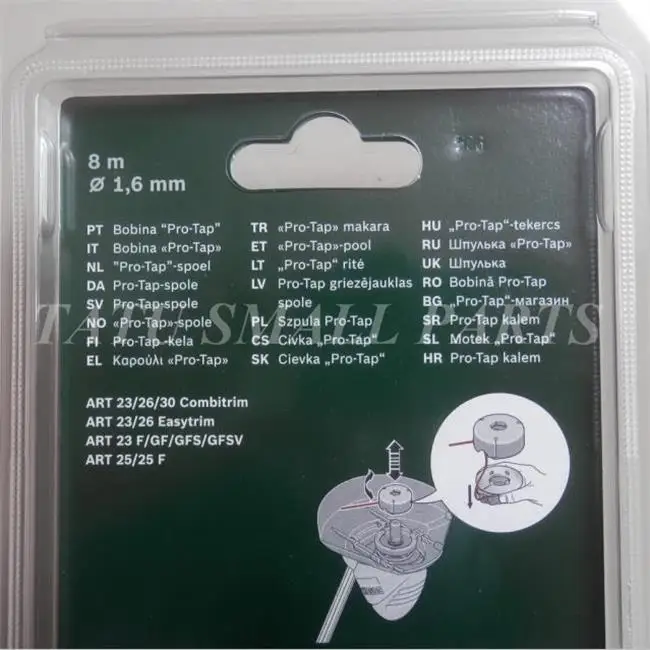 8 m
Ø 1,6 mm
PT Bobina “Pro-Tap”
IT Bobina «Pro-Tap»
NL "Pro-Tap"-spoel
DA Pro-Tap-spole
SV Pro-Tap-spole
NO «Pro-Tap»-spole
FI Pro-Tap -kela
EL Καρούλι «Pro-Tap»
TR «Pro-Tap» makara
ET «Pro-Tap»-pool
LT „Pro-Tap“ ritė
LV Pro-Tap griezējauklas
spole
PL Szpula Pro-Tap
CS Cívka „Pro-Tap“
SK Cievka „Pro-Tap“
HU „Pro-Tap”-tekercs
RU Шпулька «Pro-Tap»
UK Шпулька
RO Bobină Pro-Tap
BG „Pro-Tap“-магазин
SR Pro-Tap kalem
SL Motek „Pro-Tap“
HR Pro-Tap kalem
TATU SMALL PARTS
ART 23/26/30 Combitrim
ART 23/26 Easytrim
ART 23 F/GF/GFS/GFSV
ART 25/25 F